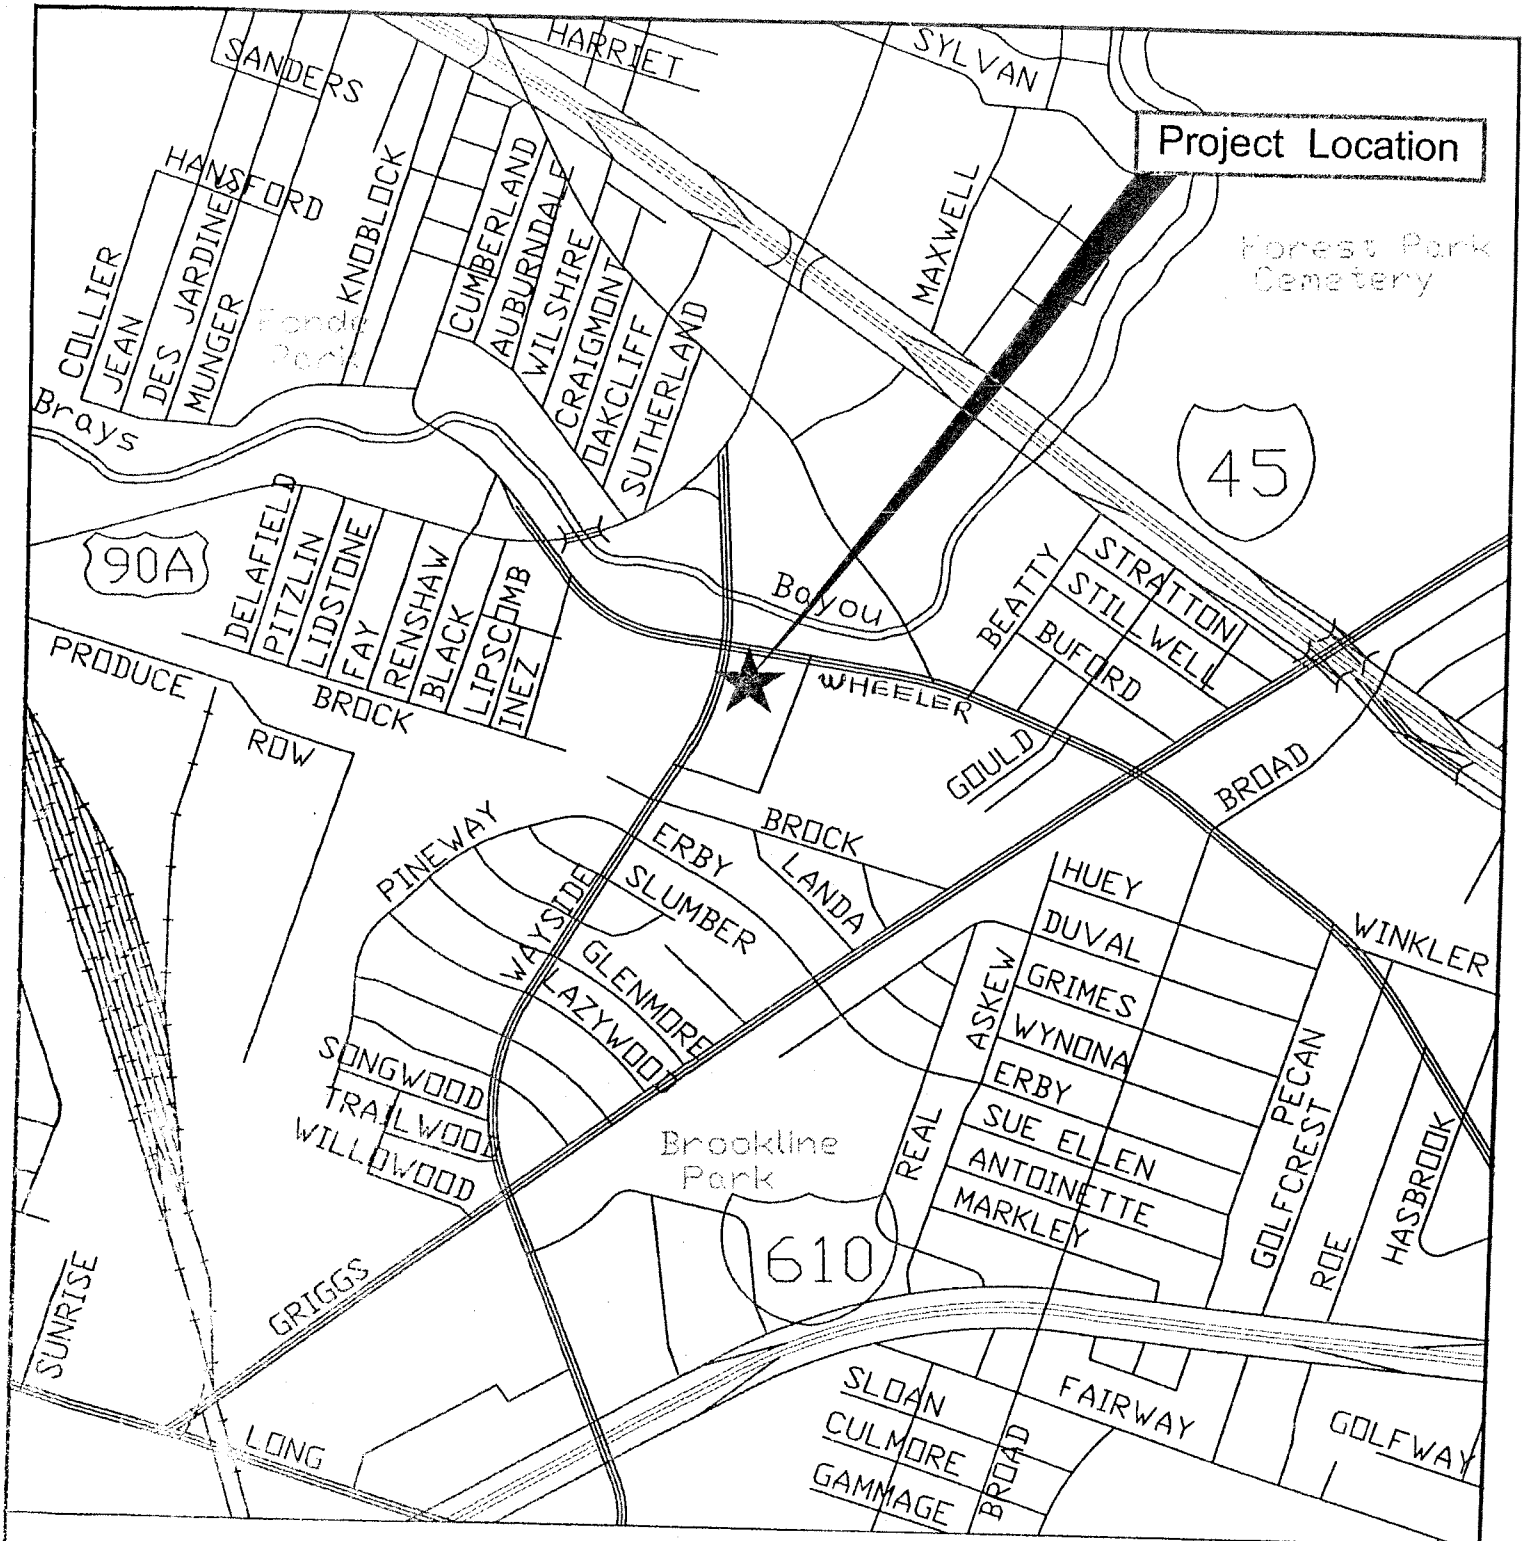 HARRIET
SANDERS
SYLVAN
Project Location
HANSFORD
KNOBLOCK
CUMBERLAND
AUBURNDALE
WILSHIRE
CRAIGMONT
OAKCLIFF
SUTHERLAND
MAXWELL
Forest Park
Cemetery
COLLIER
JEAN
DES JARDINES
MUNGER
Fonde
Park
Brays
45
90A
DELAFIELD
PITZLIN
LIDSTONE
FAY
RENSHAW
BLACK
LIPSCOMB
INEZ
Bayou
BEATTY
STRATTON
STILLWELL
BUFORD
PRODUCE
ROW
BROCK
WHEELER
GOULD
BROAD
BROCK
PINEWAY
ERBY
SLUMBER
LANDA
WAYSIDE
GLENMORE
LAZYWOOD
HUEY
DUVAL
GRIMES
WYNONA
ERBY
SUE ELLEN
ANTOINETTE
MARKLEY
ASKEW
REAL
WINKLER
PECAN
GOLFCREST
ROE
HASBROOK
SONGWOOD
TRAILWOOD
WILLOWOOD
Brookline
Park
610
SUNRISE
GRIGGS
LONG
SLOAN
CULMORE
GAMMAGE
BROAD
FAIRWAY
GOLFWAY